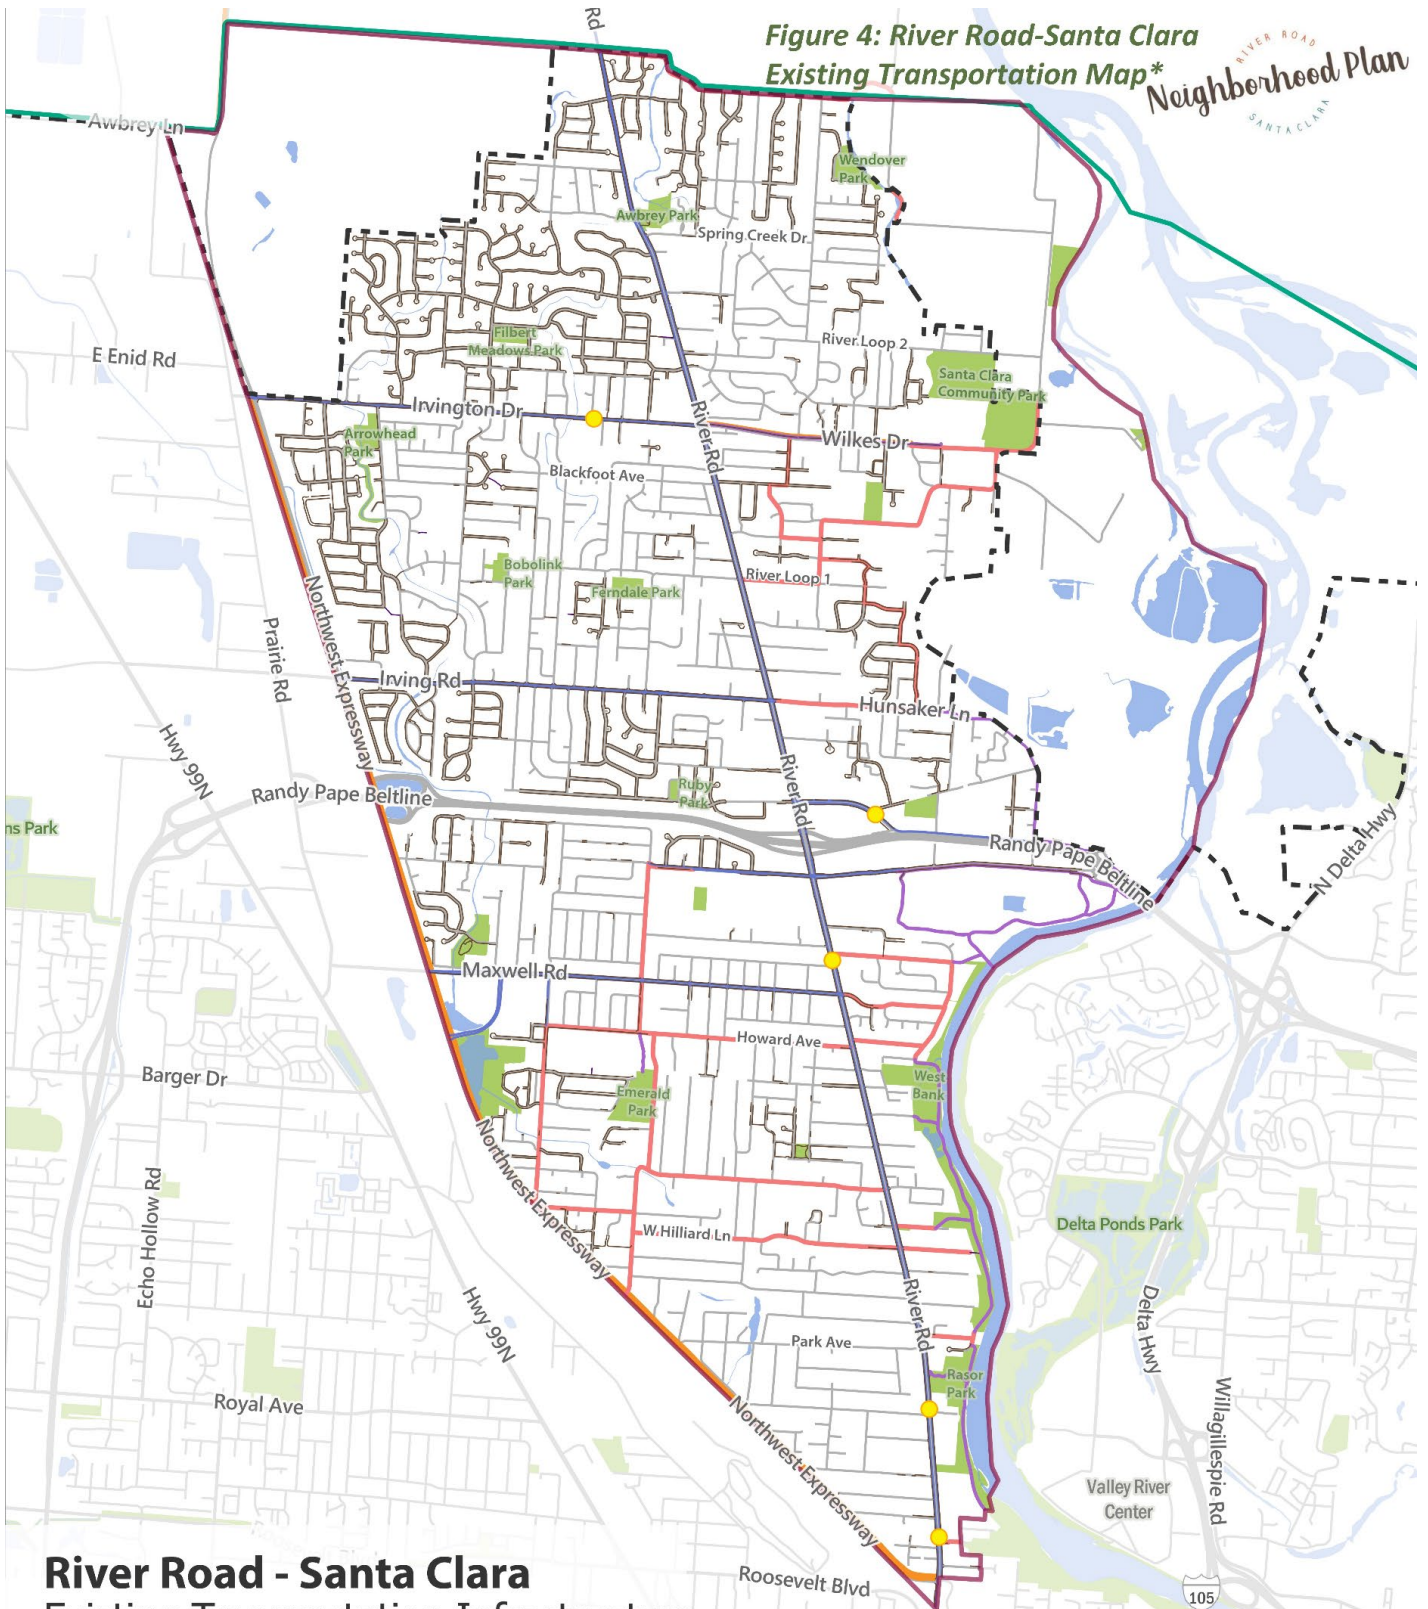 Rd
Figure 4: River Road-Santa Clara
Existing Transportation Map*
RIVER ROAD
Neighborhood Plan
SANTA CLARA
Awbrey Ln
Wendover
Park
Awbrey Park
Spring Creek Dr
E Enid Rd
Filbert
Meadows Park
River Loop 2
Santa Clara
Community Park
Irvington Dr
River Rd
Wilkes Dr
Arrowhead
Park
Blackfoot Ave
Bobolink
Park
Ferndale Park
River Loop 1
Northwest Expressway
Prairie Rd
Irving Rd
Hunsaker Ln
Hwy 99N
River Rd
Randy Pape Beltline
Ruby
Park
ns Park
Randy Pape Beltline
N Delta Hwy
Maxwell Rd
Howard Ave
Barger Dr
West
Bank
Emerald
Park
Northwest Expressway
Echo Hollow Rd
Delta Ponds Park
W Hilliard Ln
River Rd
Hwy 99N
Delta Hwy
Park Ave
Rasor
Park
Royal Ave
Willagillespie Rd
Northwest Expressway
Valley River
Center
River Road - Santa Clara
Roosevelt Blvd
105